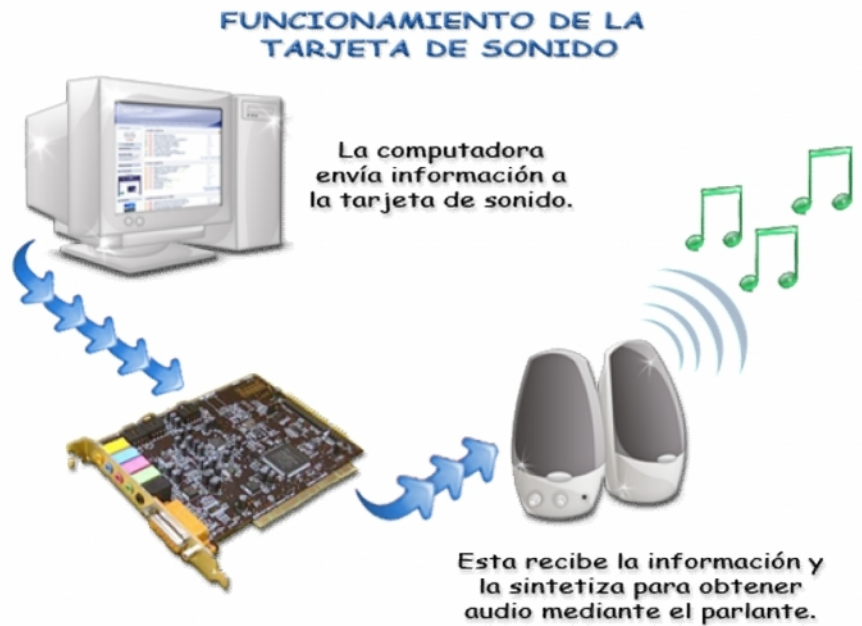 FUNCIONAMIENTO DE LA
TARJETA DE SONIDO
La computadora
envía información a
la tarjeta de sonido.
Esta recibe la información y
la sintetiza para obtener
audio mediante el parlante.